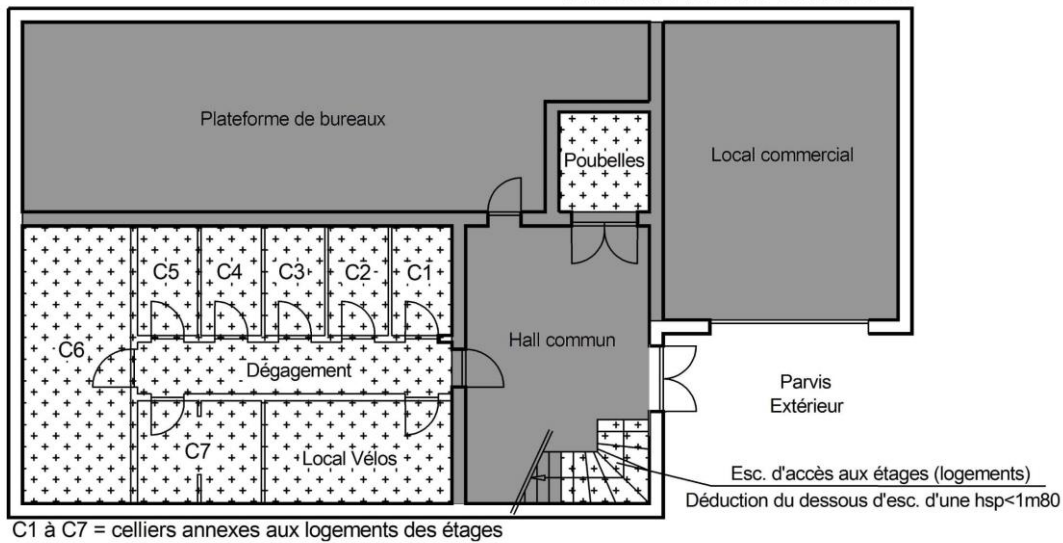 Plateforme de bureaux
Poubelles
Local commercial
C5
C4
C3
C2
C1
C6
Dégagement
Hall commun
Parvis
Extérieur
C7
Local Vélos
Esc. d'accès aux étages (logements)
Déduction du dessous d'esc. d'une hsp<1m80
C1 à C7 = celliers annexes aux logements des étages